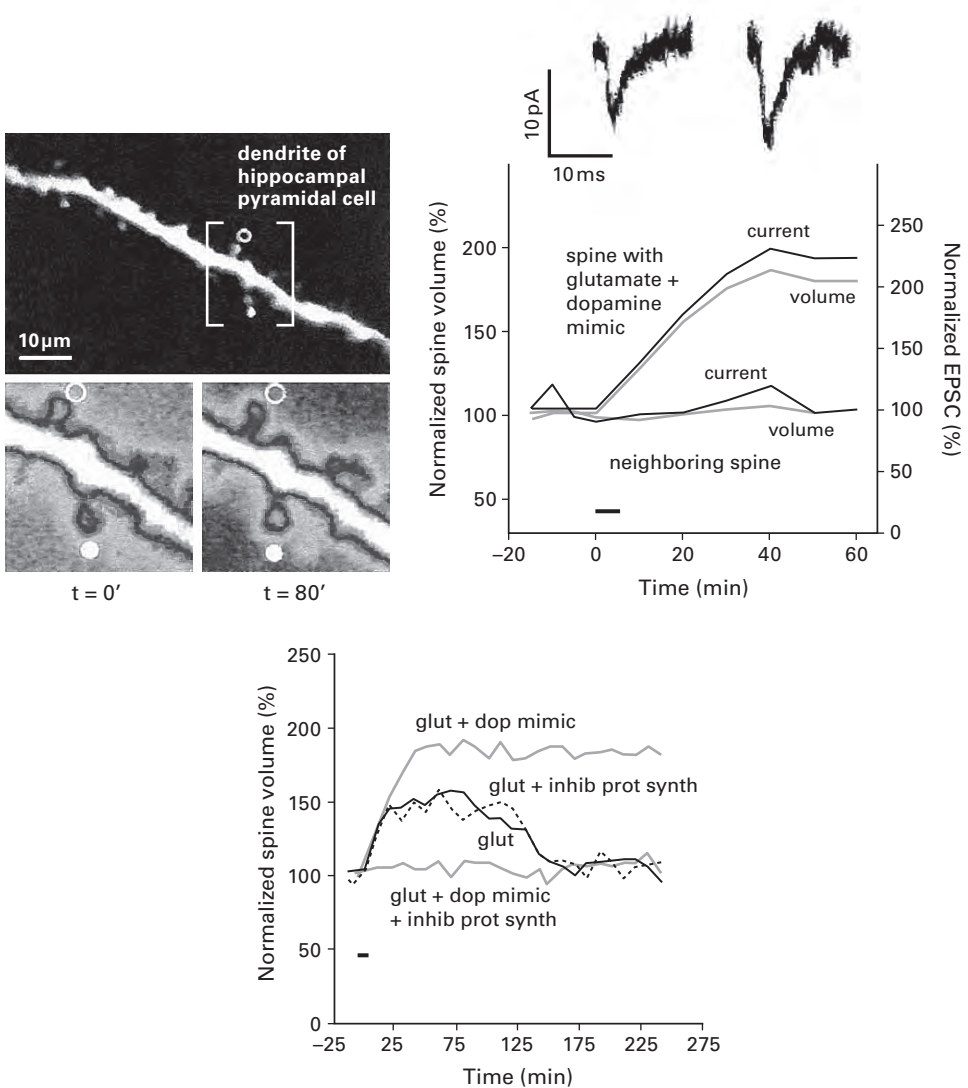 dendrite of
hippocampal
pyramidal cell
10 µm
t = 0′
t = 80′
10 pA
10 ms
Normalized spine volume (%)
200
150
100
50
spine with
glutamate +
dopamine
mimic
current
volume
current
volume
neighboring spine
250
200
150
100
50
0
Normalized EPSC (%)
–20
0
20
40
60
Time (min)
Normalized spine volume (%)
250
200
150
100
50
0
glut + dop mimic
glut + inhib prot synth
glut
glut + dop mimic
+ inhib prot synth
–25
25
75
125
175
225
275
Time (min)